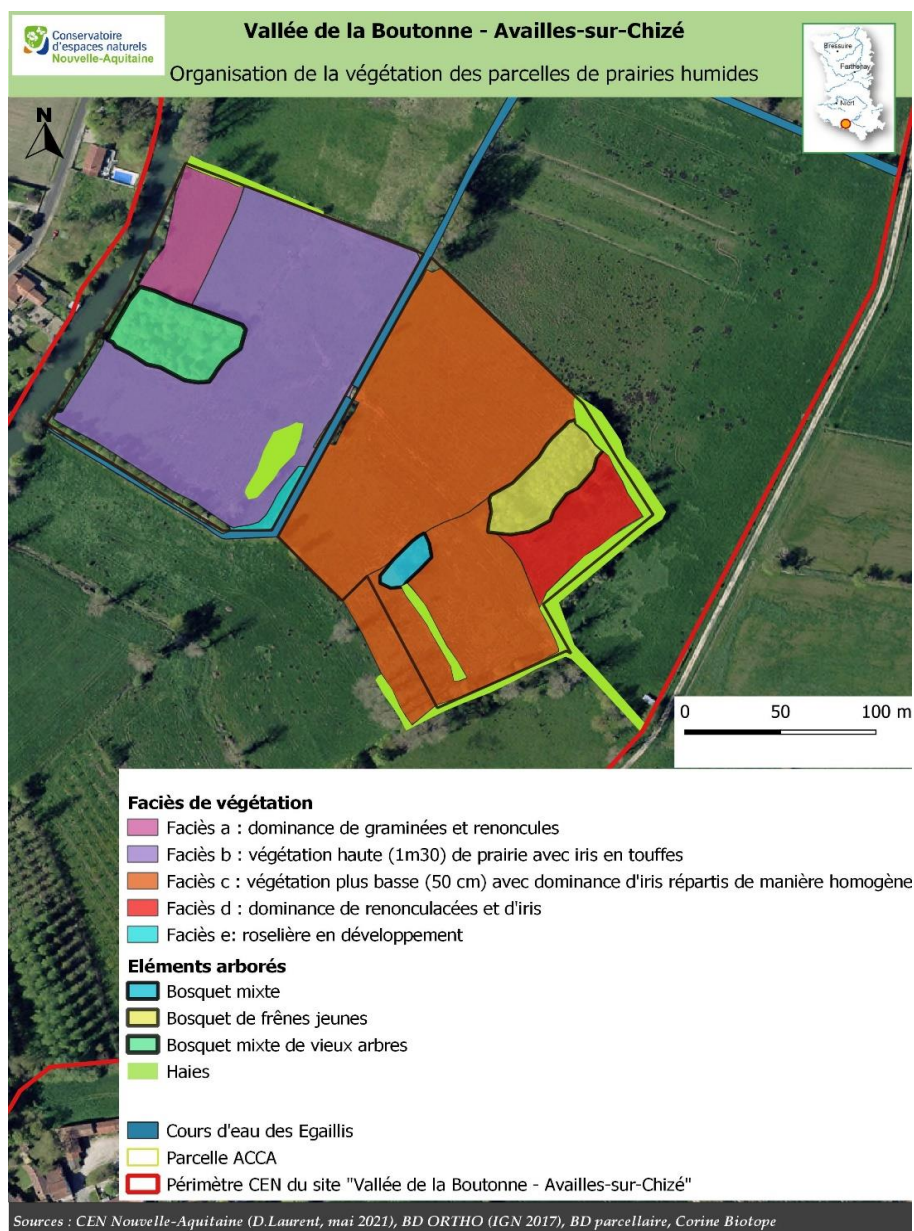 Conservatoire
d'espaces naturels
Nouvelle-Aquitaine
Vallée de la Boutonne - Availles-sur-Chizé
Organisation de la végétation des parcelles de prairies humides
Bressuire
Parthenay
Niort
N
0 50 100 m
Faciès de végétation
Faciès a : dominance de graminées et renoncules
Faciès b : végétation haute (1m30) de prairie avec iris en touffes
Faciès c : végétation plus basse (50 cm) avec dominance d'iris répartis de manière homogène
Faciès d : dominance de renonculacées et d'iris
Faciès e: roselière en développement
Eléments arborés
Bosquet mixte
Bosquet de frênes jeunes
Bosquet mixte de vieux arbres
Haies
Cours d'eau des Egaillis
Parcelle ACCA
Périmètre CEN du site "Vallée de la Boutonne - Availles-sur-Chizé"
Sources : CEN Nouvelle-Aquitaine (D.Laurent, mai 2021), BD ORTHO (IGN 2017), BD parcellaire, Corine Biotope